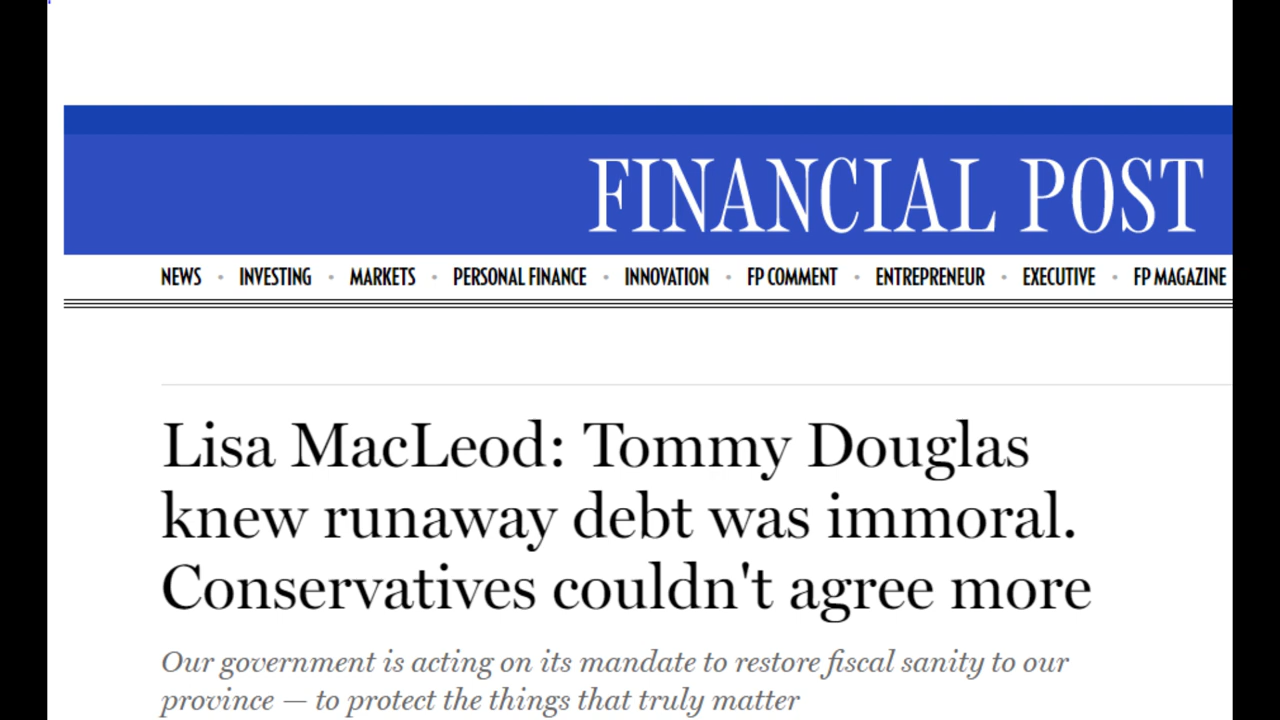 FINANCIAL POST
NEWS • INVESTING • MARKETS • PERSONAL FINANCE • INNOVATION • FP COMMENT • ENTREPRENEUR • EXECUTIVE • FP MAGAZINE
Lisa MacLeod: Tommy Douglas
knew runaway debt was immoral.
Conservatives couldn't agree more
Our government is acting on its mandate to restore fiscal sanity to our
province — to protect the things that truly matter